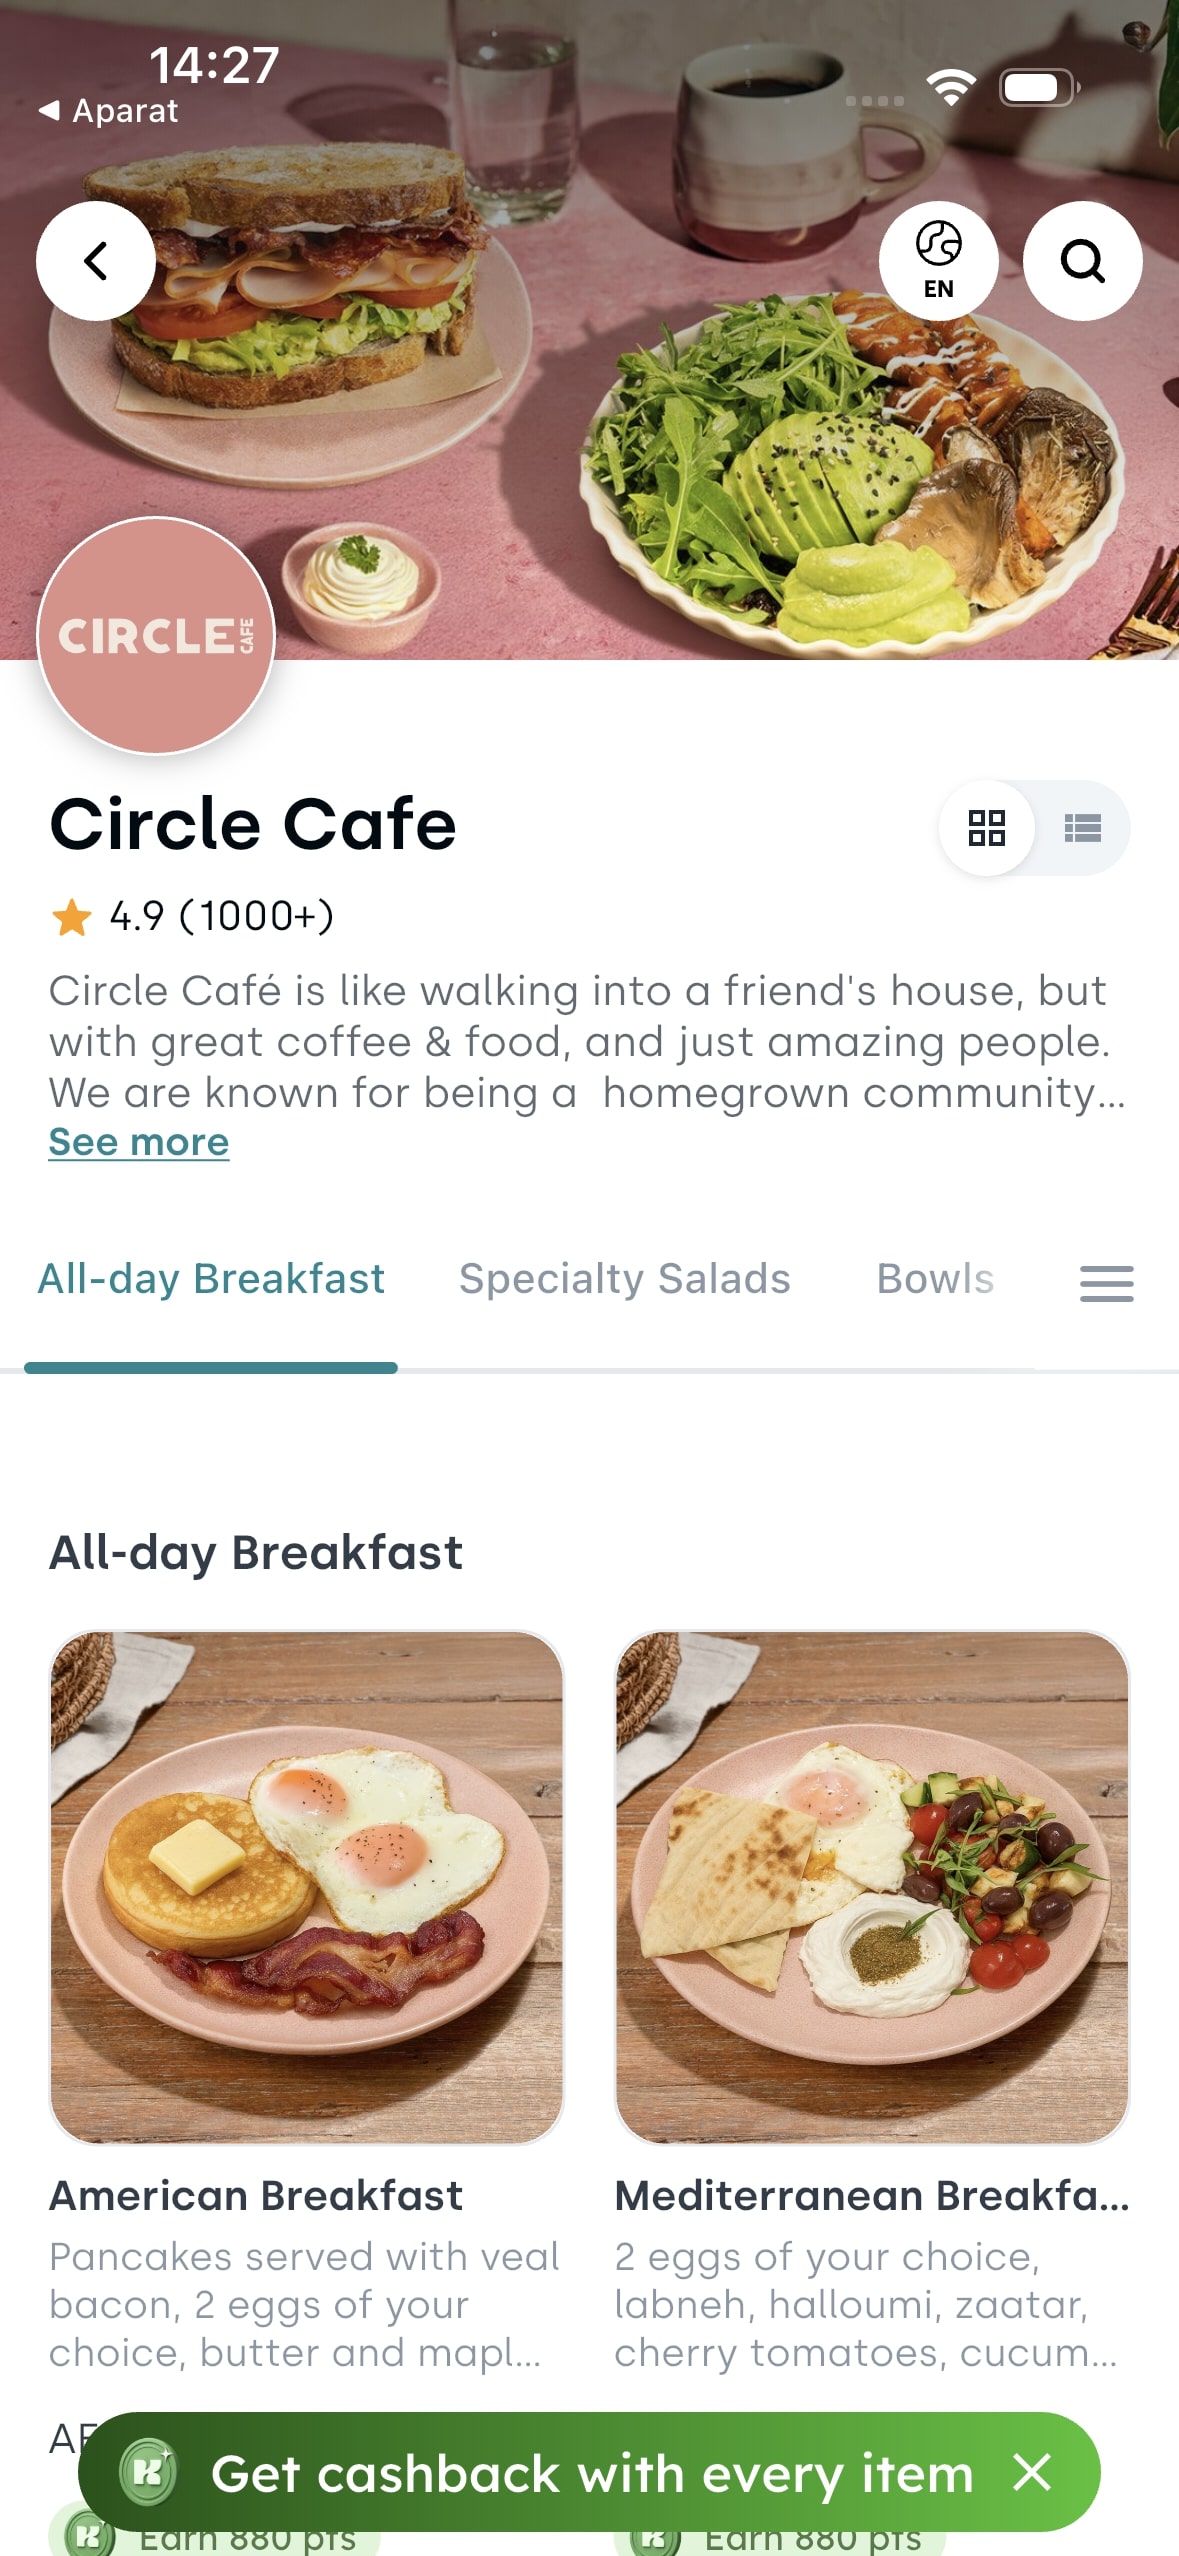 14:27
◀ Aparat
EN
CIRCLE CAFE
Circle Cafe
4.9 (1000+)
Circle Café is like walking into a friend's house, but
with great coffee & food, and just amazing people.
We are known for being a  homegrown community...
See more
All-day Breakfast
Specialty Salads
Bowls
All-day Breakfast
American Breakfast
Pancakes served with veal
bacon, 2 eggs of your
choice, butter and mapl...
Mediterranean Breakfa...
2 eggs of your choice,
labneh, halloumi, zaatar,
cherry tomatoes, cucum...
Get cashback with every item
Earn 880 pts
Earn 880 pts